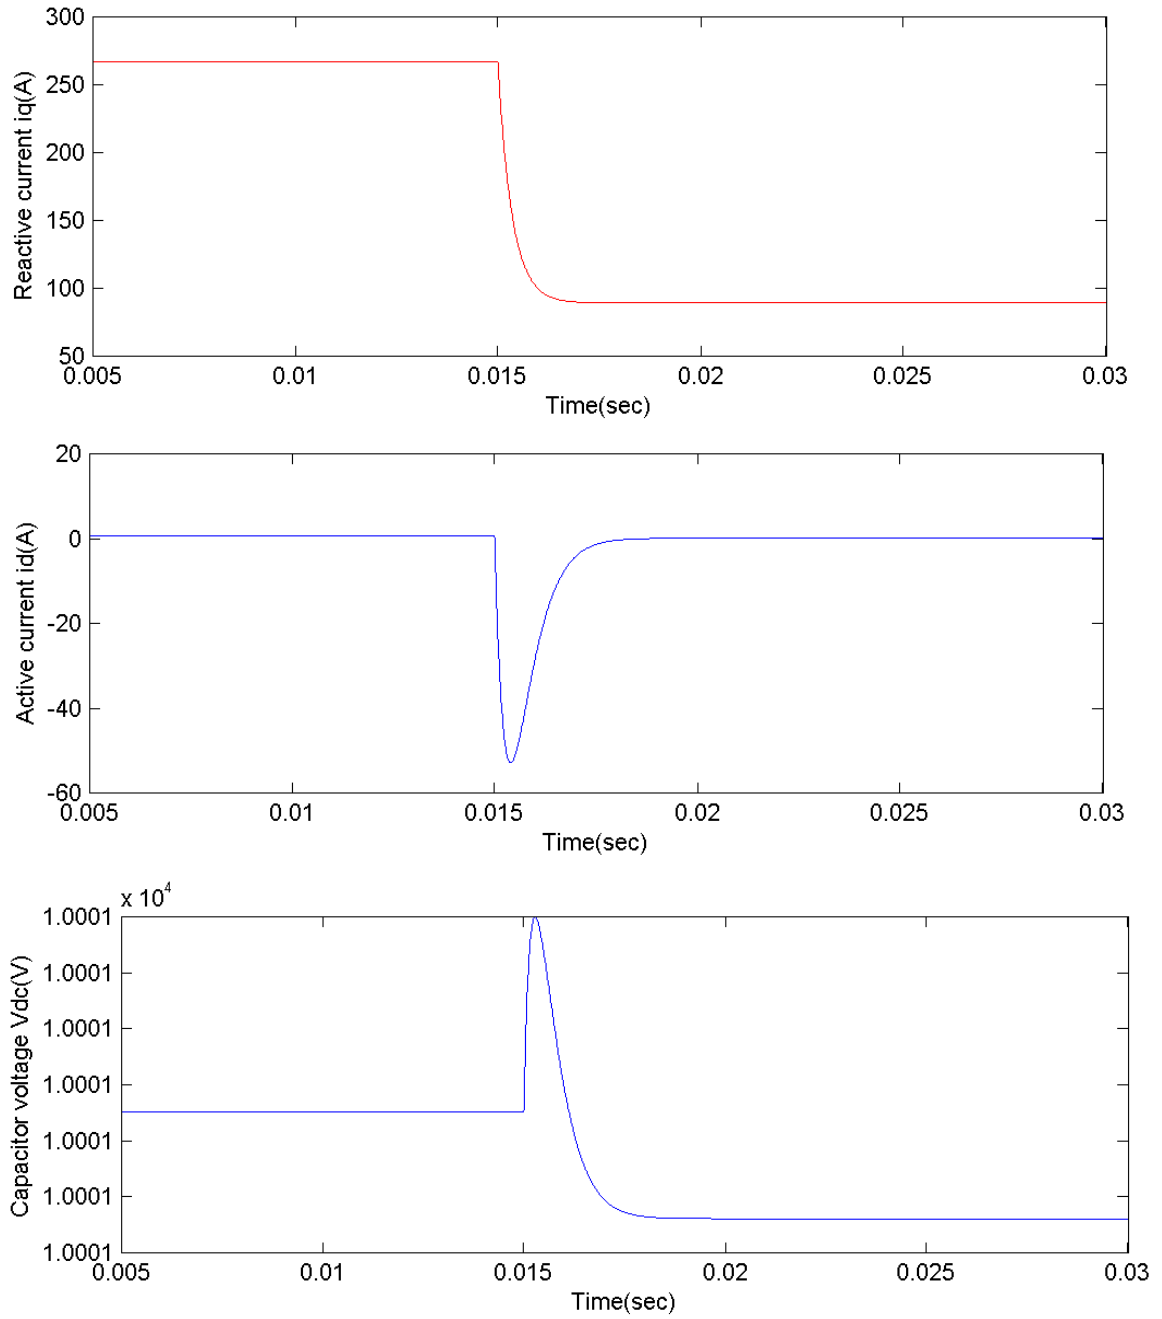 300
250
200
150
100
50
Reactive current iq(A)
0.005 0.01 0.015 0.02 0.025 0.03
Time(sec)
20
0
-20
-40
-60
Active current id(A)
0.005 0.01 0.015 0.02 0.025 0.03
Time(sec)
x 10⁴
1.0001
1.0001
1.0001
1.0001
1.0001
1.0001
1.0001
Capacitor voltage Vdc(V)
0.005 0.01 0.015 0.02 0.025 0.03
Time(sec)